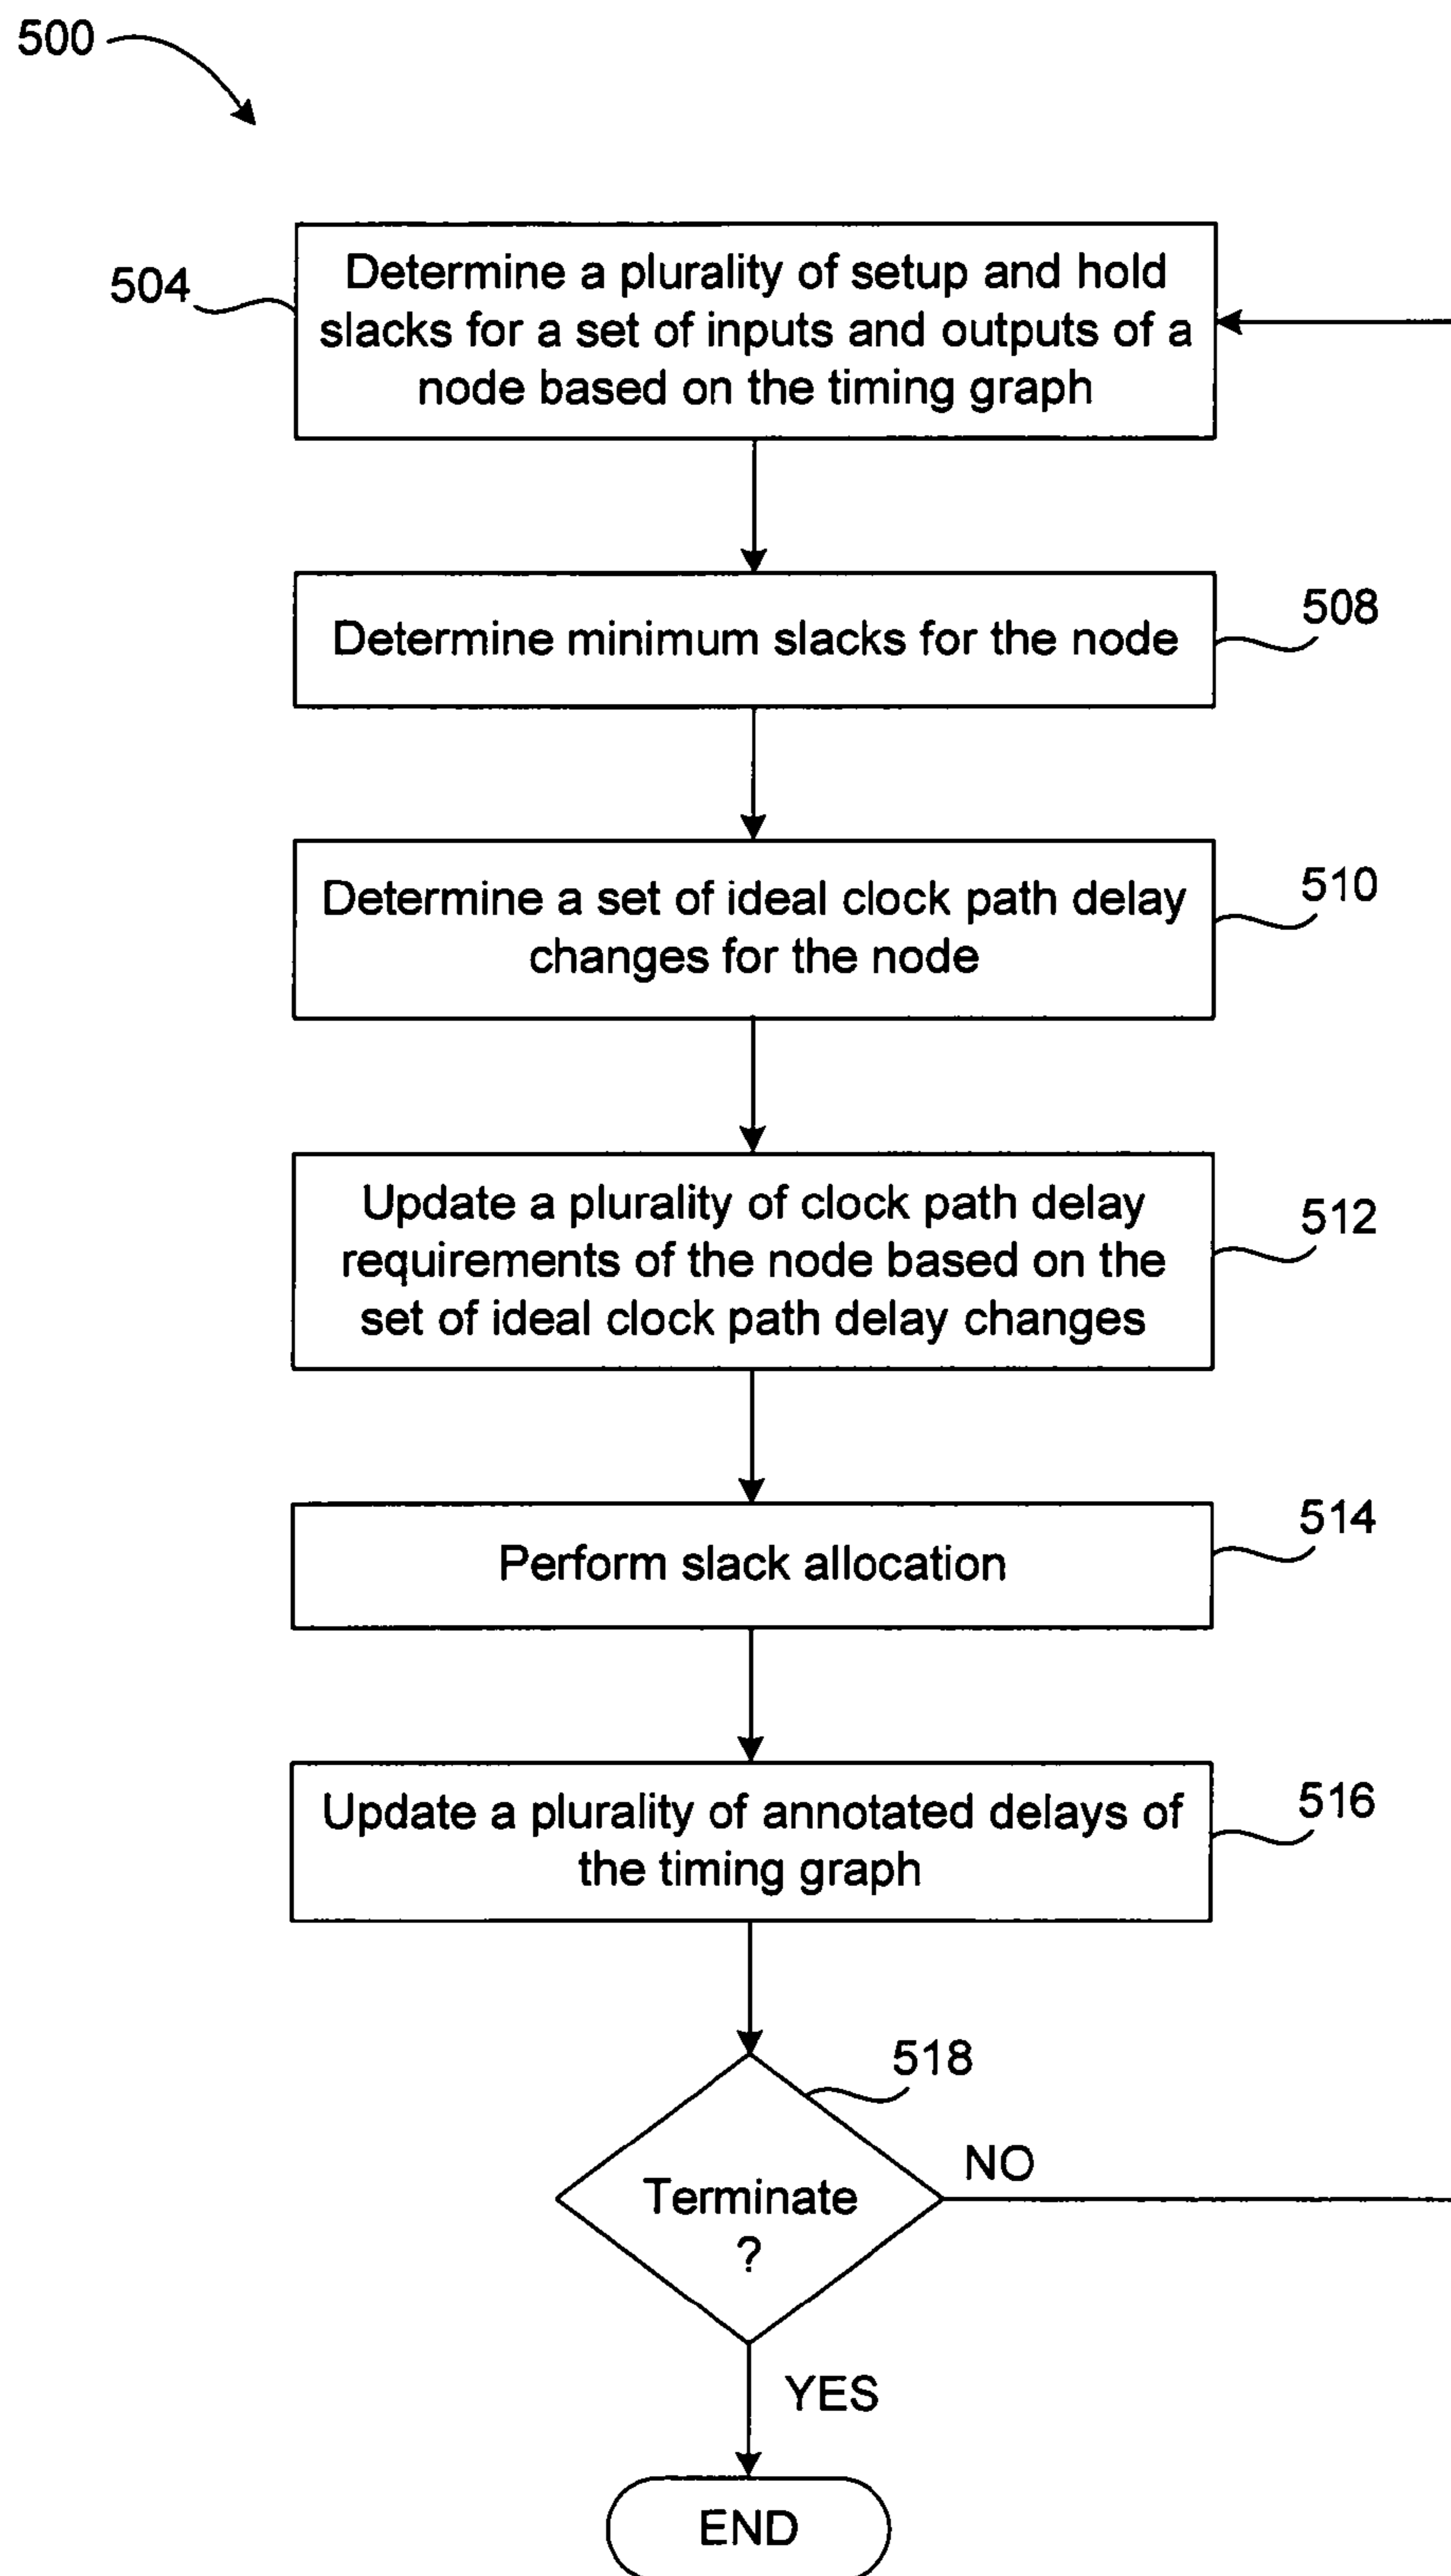 500
504
Determine a plurality of setup and hold
slacks for a set of inputs and outputs of a
node based on the timing graph
Determine minimum slacks for the node
508
Determine a set of ideal clock path delay
changes for the node
510
Update a plurality of clock path delay
requirements of the node based on the
set of ideal clock path delay changes
512
Perform slack allocation
514
Update a plurality of annotated delays of
the timing graph
516
518
Terminate
?
NO
YES
END